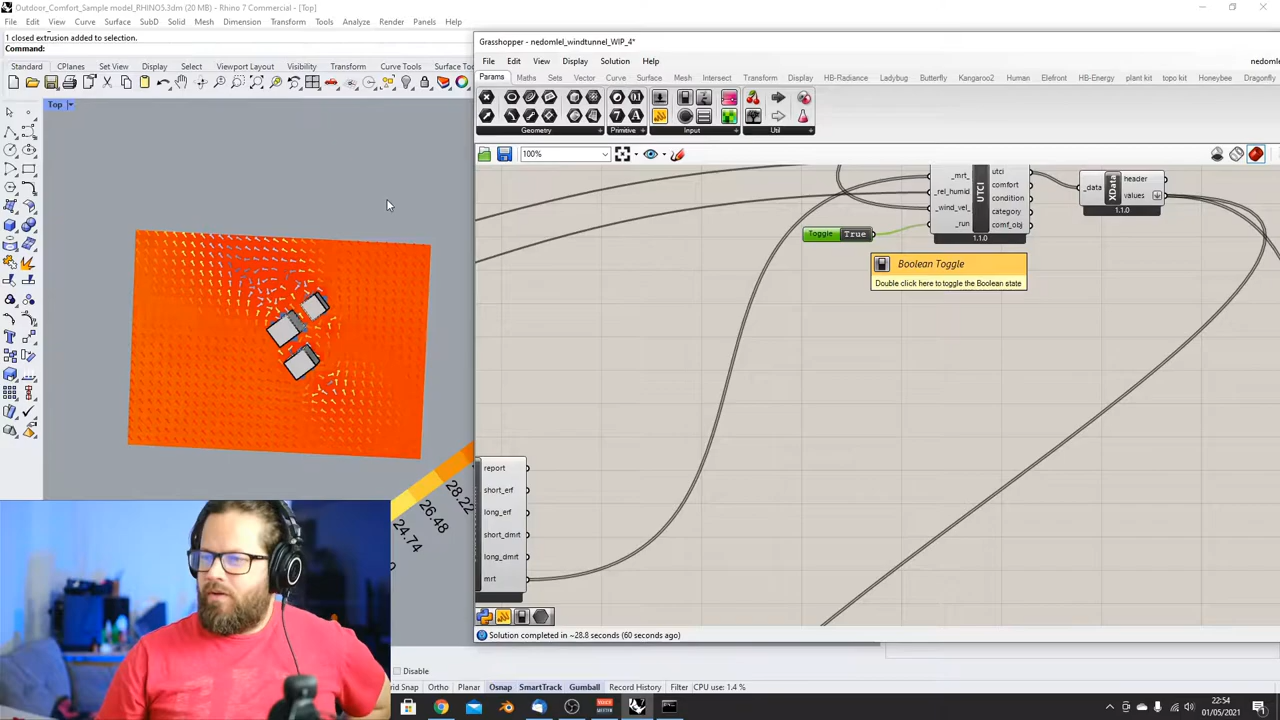 Outdoor_Comfort_Sample model_RHINO5.3dm (20 MB) - Rhino 7 Commercial - [Top]
File Edit View Curve Surface SubD Solid Mesh Dimension Transform Tools Analyze Render Panels Help
1 closed extrusion added to selection.
Command:
Standard CPlanes Set View Display Select Viewport Layout Visibility Transform Curve Tools Surface To
Top
Grasshopper - nedomlel_windtunnel_WIP_4*
File Edit View Display Solution Help
nedoml
Params Maths Sets Vector Curve Surface Mesh Intersect Transform Display HB-Radiance Ladybug Butterfly Kangaroo2 Human Elefront HB-Energy plant kit topo kit Honeybee Dragonfly
Geometry Primitive Input Util
100%
_mrt_
_rel_humid
_wind_vel_
_run
UTCI
utci
comfort
condition
category
comf_obj
1.1.0
_data
XData
header
values
1.1.0
Toggle True
Boolean Toggle
Double click here to toggle the Boolean state
report
short_erf
long_erf
short_dmrt
long_dmrt
mrt
28.22
26.48
24.74
Solution completed in ~28.8 seconds (60 seconds ago)
Disable
rid Snap Ortho Planar Osnap SmartTrack Gumball Record History Filter CPU use: 1.4 %
22:54
01/05/2021